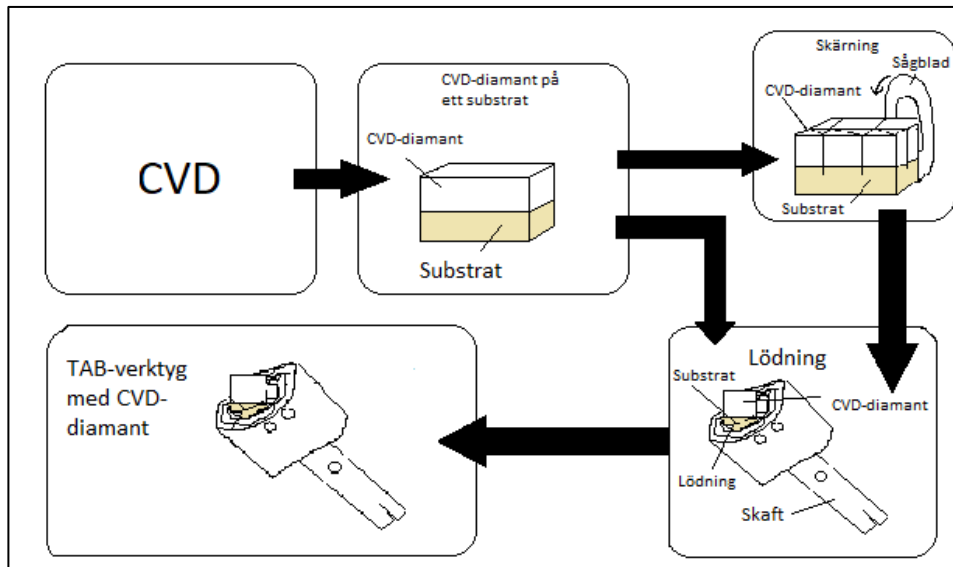 CVD
CVD-diamant på
ett substrat
CVD-diamant
Substrat
Skärning
Sågblad
CVD-diamant
Substrat
Lödning
Substrat
CVD-diamant
Lödning
Skaft
TAB-verktyg
med CVD-
diamant